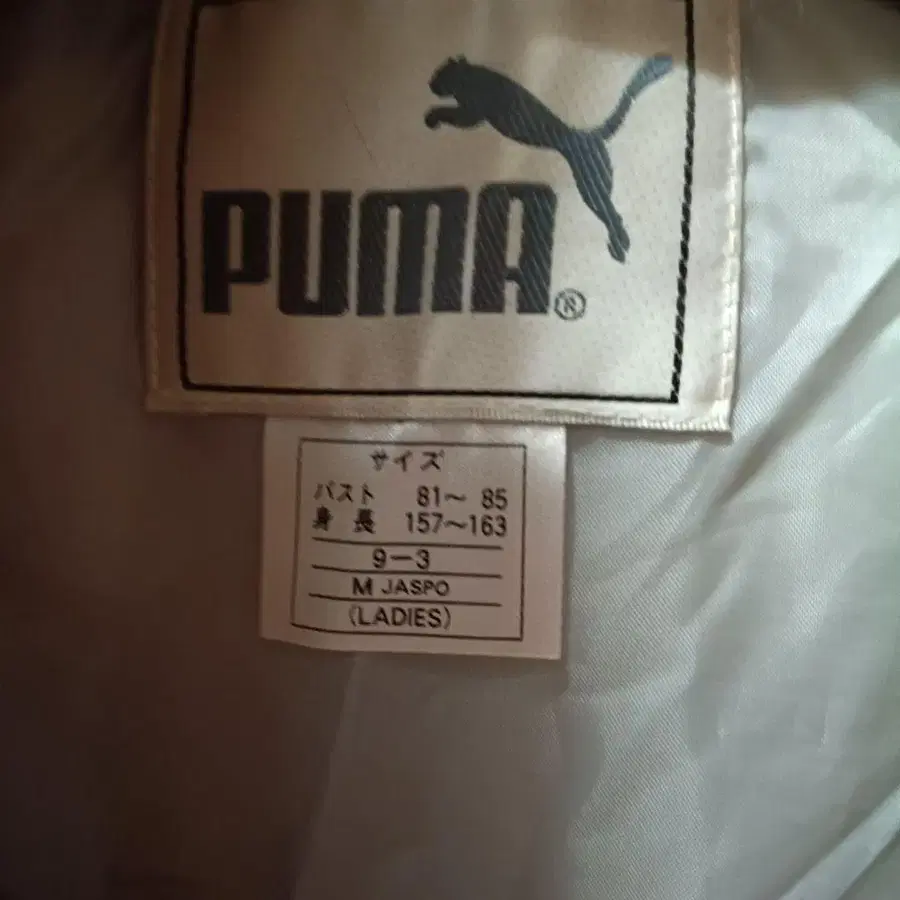 PUMA®
サイズ
バスト 81〜 85
身長 157〜163
9－3
M JASPO
(LADIES)